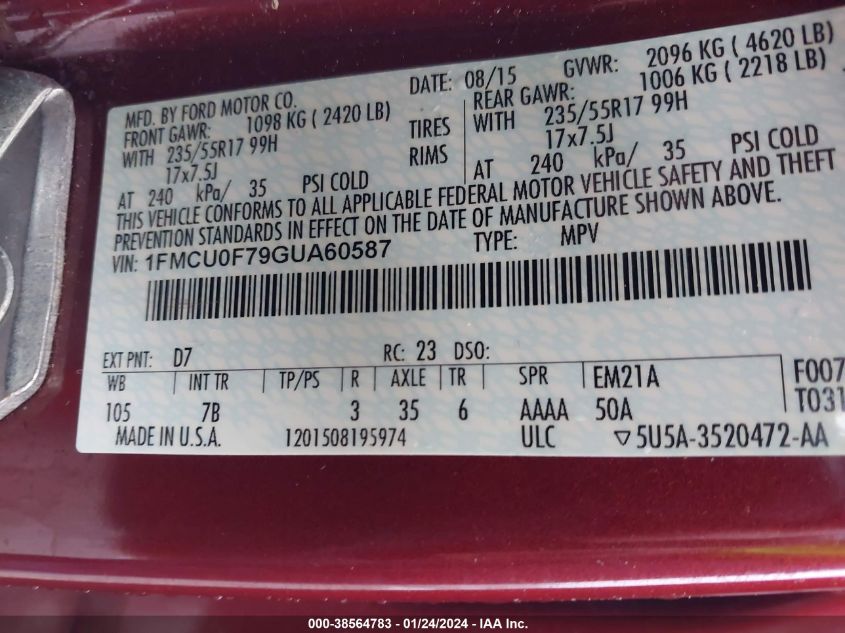 MFD. BY FORD MOTOR CO.
DATE: 08/15
GVWR: 2096 KG ( 4620 LB)
FRONT GAWR: 1098 KG ( 2420 LB)
REAR GAWR: 1006 KG ( 2218 LB)
WITH 235/55R17 99H
TIRES
WITH 235/55R17 99H
17x7.5J
RIMS
17x7.5J
AT 240 kPa/ 35 PSI COLD
AT 240 kPa/ 35 PSI COLD
THIS VEHICLE CONFORMS TO ALL APPLICABLE FEDERAL MOTOR VEHICLE SAFETY AND THEFT
PREVENTION STANDARDS IN EFFECT ON THE DATE OF MANUFACTURE SHOWN ABOVE.
VIN: 1FMCU0F79GUA60587
TYPE: MPV
EXT PNT: D7 RC: 23 DSO:
WB INT TR TP/PS R AXLE TR SPR EM21A F007
105 7B 3 35 6 AAAA 50A T031
MADE IN U.S.A. 1201508195974 ULC ▽5U5A-3520472-AA
000-38564783 - 01/24/2024 - IAA Inc.